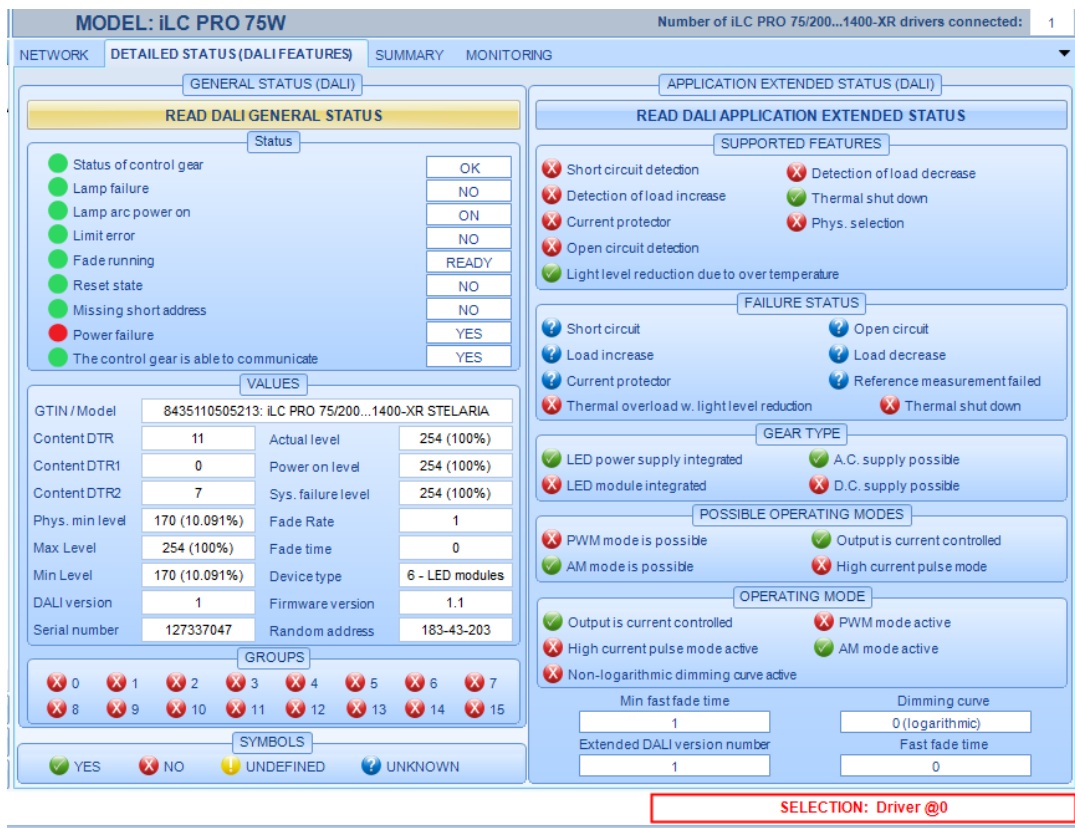 MODEL: iLC PRO 75W
Number of iLC PRO 75/200...1400-XR drivers connected: 1
NETWORK DETAILED STATUS (DALI FEATURES) SUMMARY MONITORING
GENERAL STATUS (DALI)
READ DALI GENERAL STATUS
Status
Status of control gear OK
Lamp failure NO
Lamp arc power on ON
Limit error NO
Fade running READY
Reset state NO
Missing short address NO
Power failure YES
The control gear is able to communicate YES
VALUES
GTIN / Model 8435110505213: iLC PRO 75/200...1400-XR STELARIA
Content DTR 11 Actual level 254 (100%)
Content DTR1 0 Power on level 254 (100%)
Content DTR2 7 Sys. failure level 254 (100%)
Phys. min level 170 (10.091%) Fade Rate 1
Max Level 254 (100%) Fade time 0
Min Level 170 (10.091%) Device type 6 - LED modules
DALI version 1 Firmware version 1.1
Serial number 127337047 Random address 183-43-203
GROUPS
0 1 2 3 4 5 6 7
8 9 10 11 12 13 14 15
SYMBOLS
YES NO UNDEFINED UNKNOWN
APPLICATION EXTENDED STATUS (DALI)
READ DALI APPLICATION EXTENDED STATUS
SUPPORTED FEATURES
Short circuit detection Detection of load decrease
Detection of load increase Thermal shut down
Current protector Phys. selection
Open circuit detection
Light level reduction due to over temperature
FAILURE STATUS
Short circuit Open circuit
Load increase Load decrease
Current protector Reference measurement failed
Thermal overload w. light level reduction Thermal shut down
GEAR TYPE
LED power supply integrated A.C. supply possible
LED module integrated D.C. supply possible
POSSIBLE OPERATING MODES
PWM mode is possible Output is current controlled
AM mode is possible High current pulse mode
OPERATING MODE
Output is current controlled PWM mode active
High current pulse mode active AM mode active
Non-logarithmic dimming curve active
Min fast fade time Dimming curve
1 0 (logarithmic)
Extended DALI version number Fast fade time
1 0
SELECTION: Driver @0